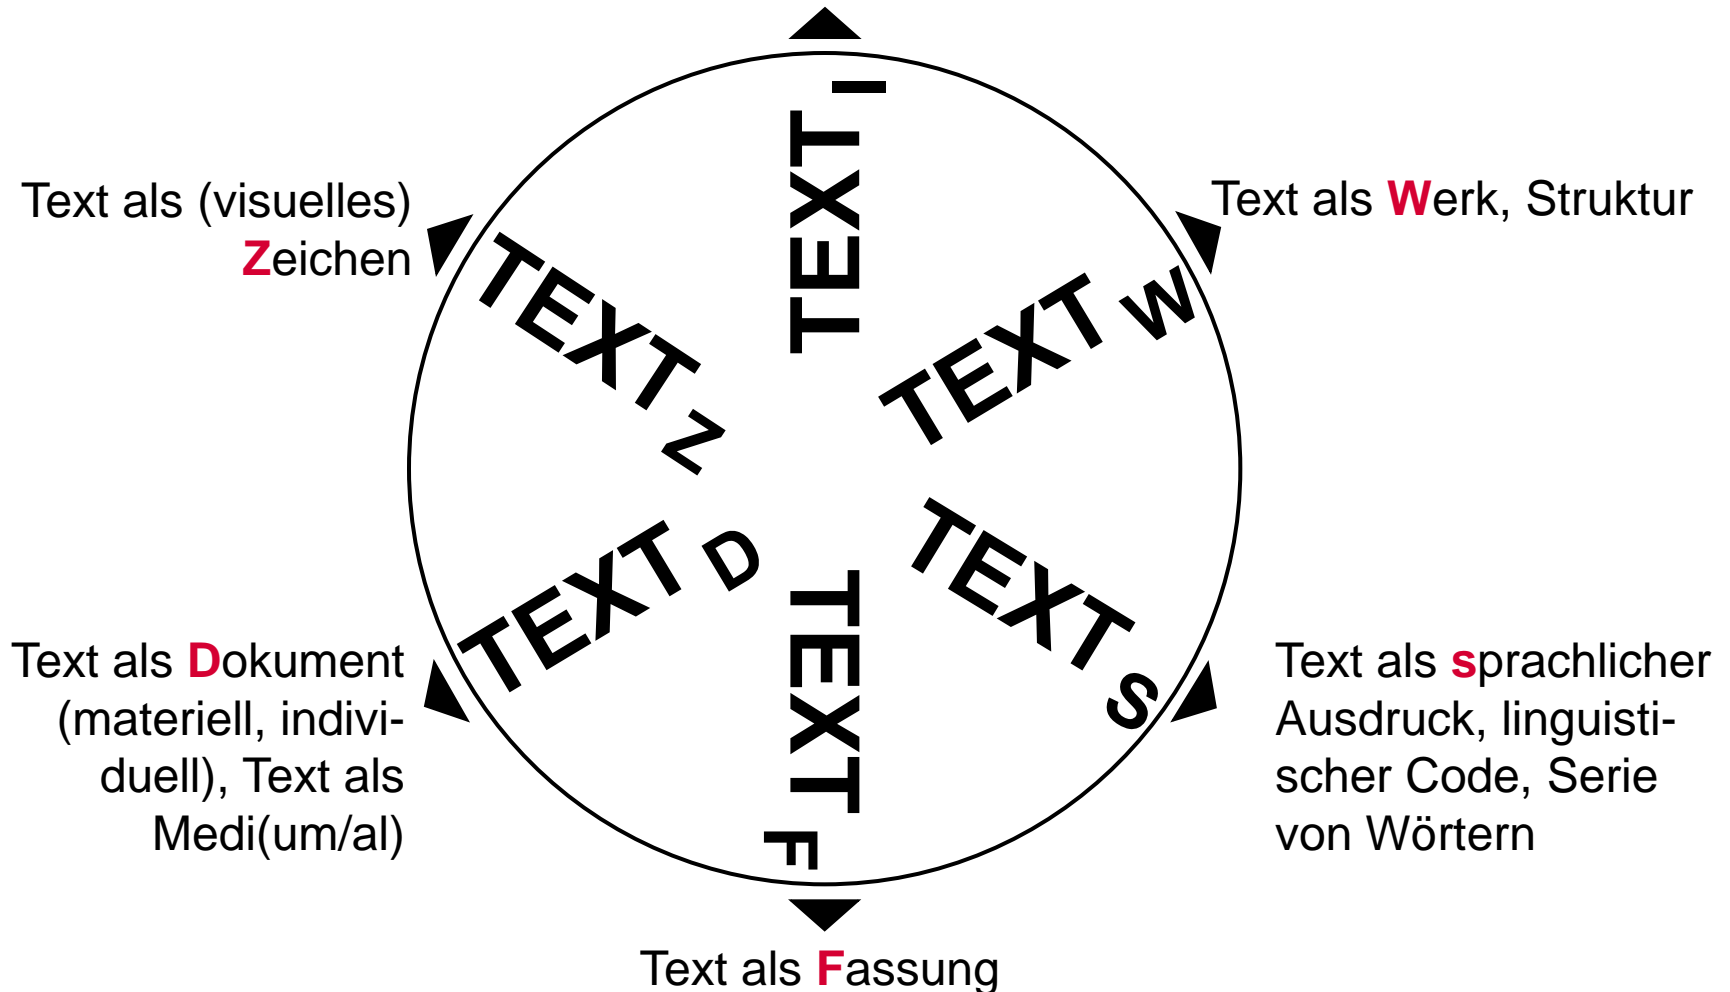 TEXT I
Text als (visuelles)
Zeichen
Text als Werk, Struktur
TEXT Z
TEXT W
TEXT D
TEXT S
Text als Dokument
(materiell, indivi-
duell), Text als
Medi(um/al)
Text als sprachlicher
Ausdruck, linguisti-
scher Code, Serie
von Wörtern
TEXT F
Text als Fassung